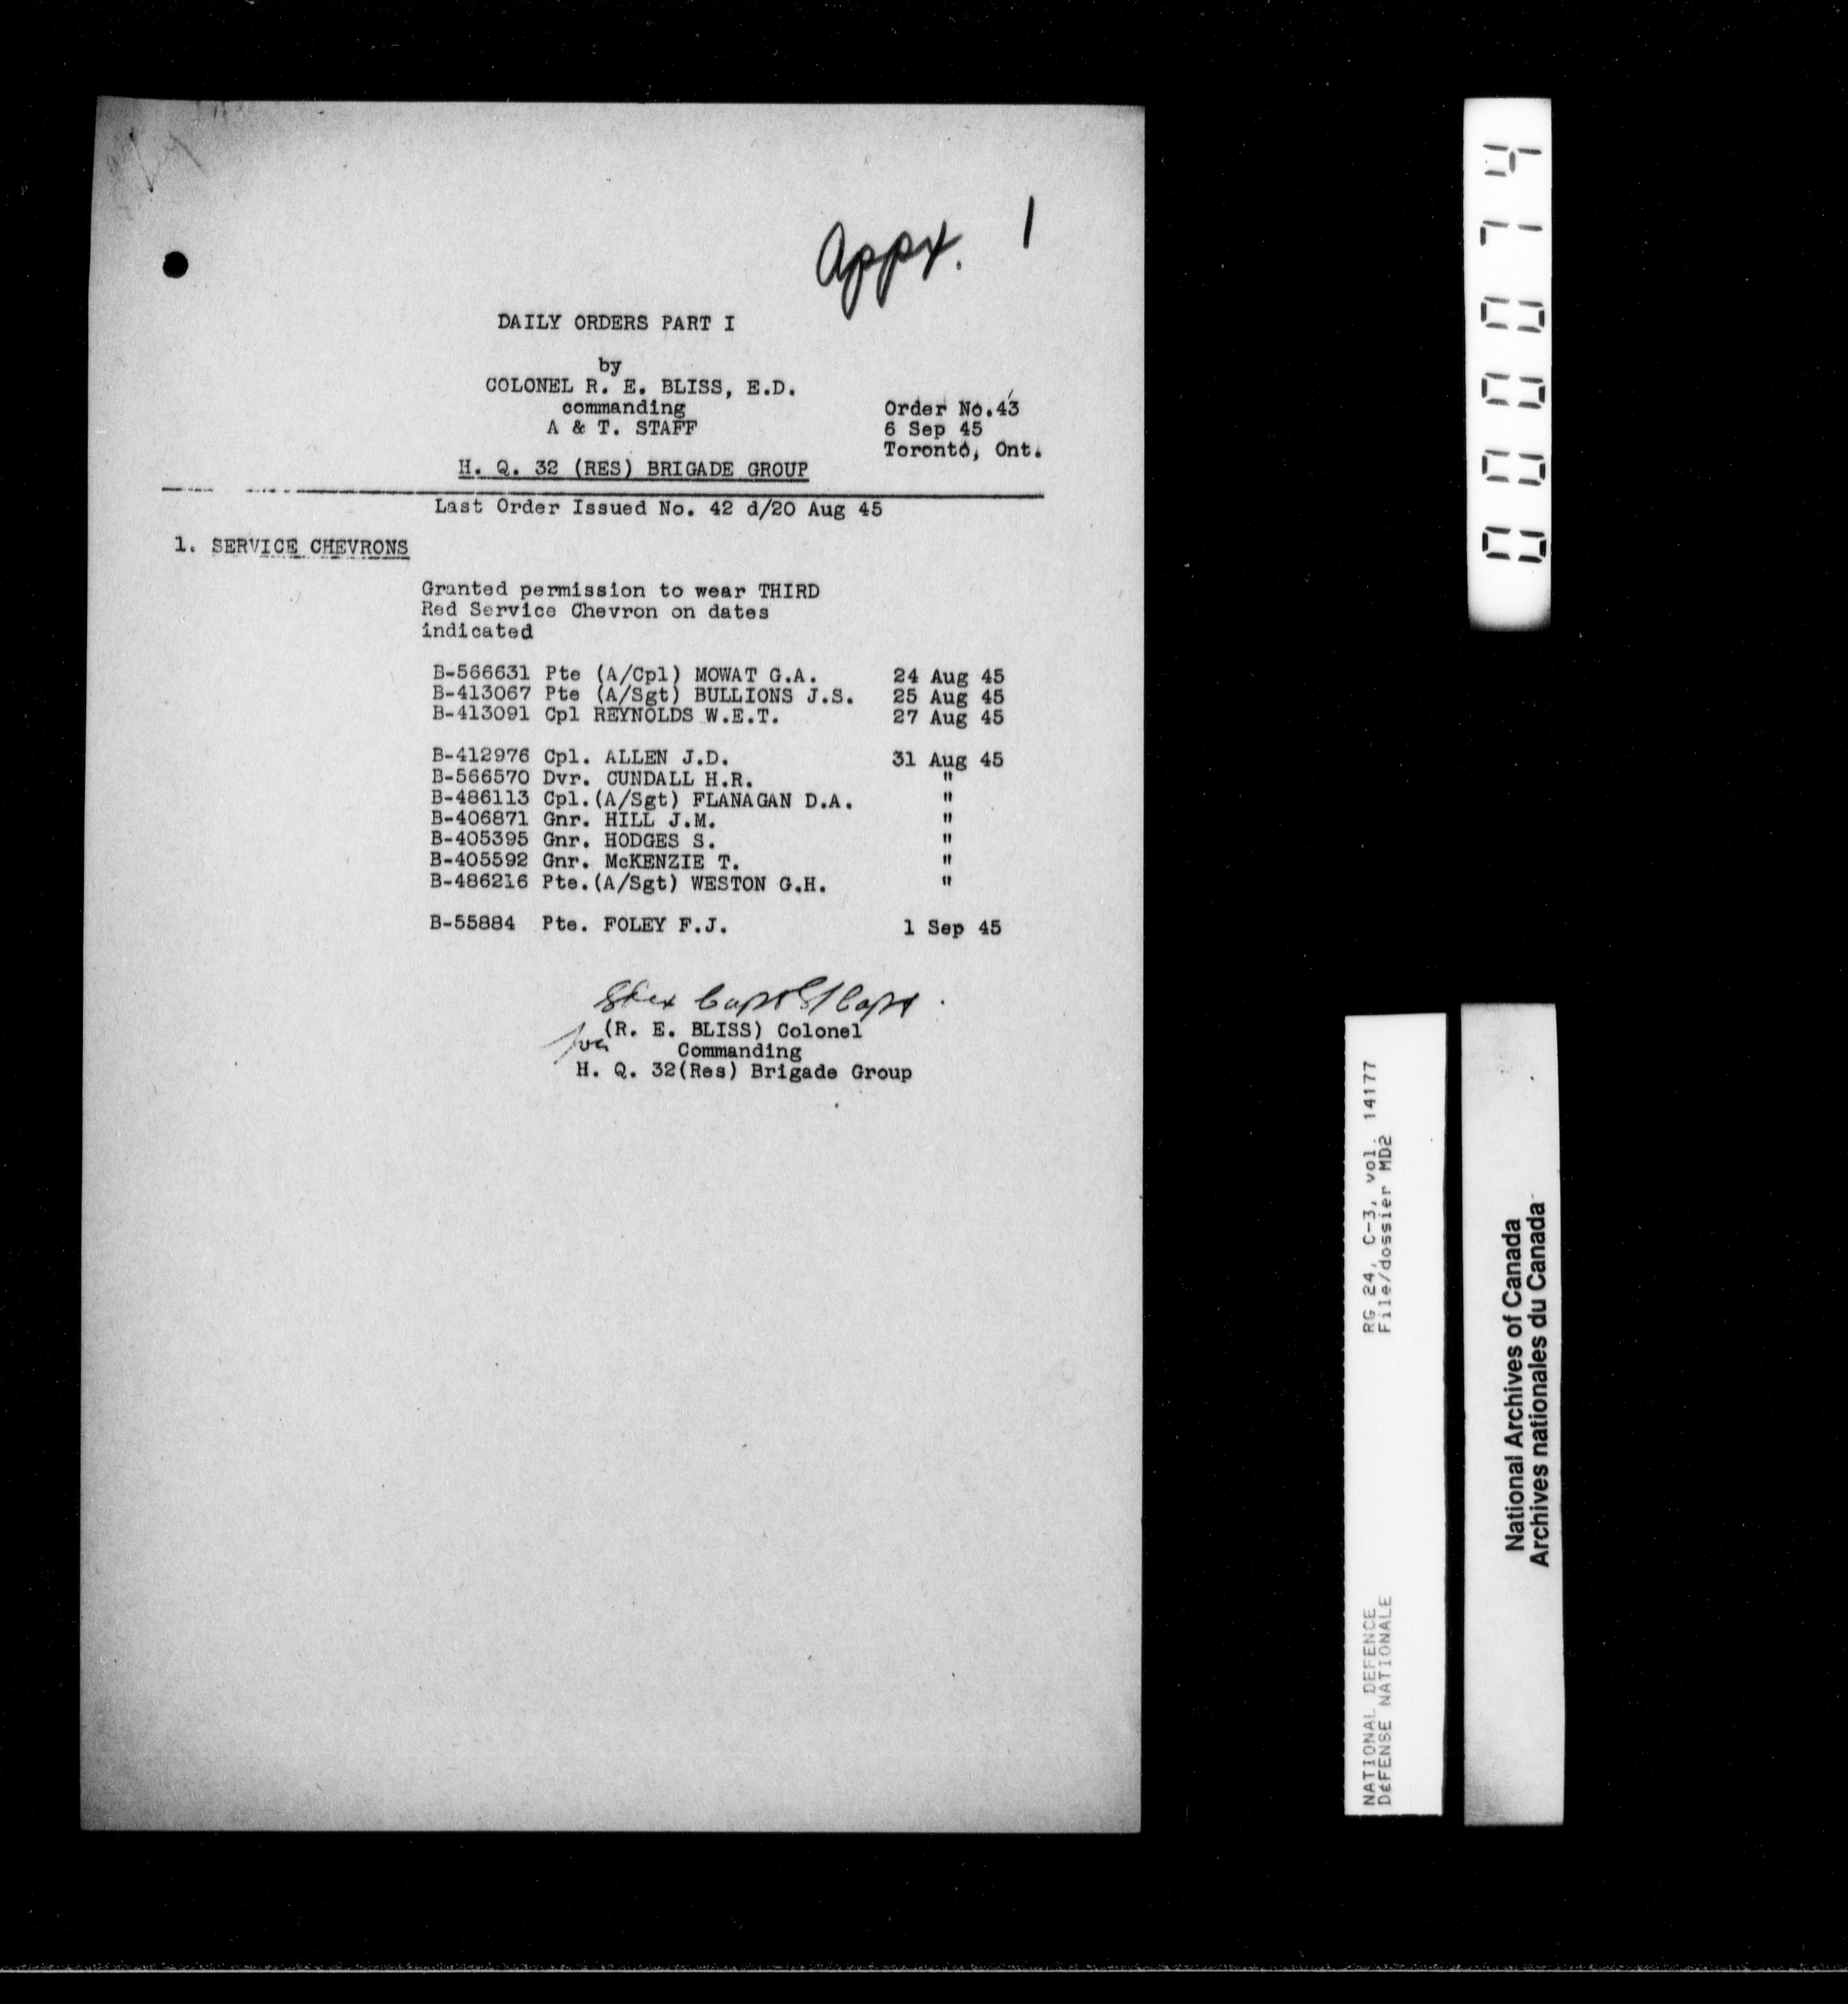 Appx. 1
DAILY ORDERS PART I
by
COLONEL R. E. BLISS, E.D.
commanding
A & T. STAFF
H. Q. 32 (RES) BRIGADE GROUP
Order No.43
6 Sep 45
Toronto, Ont.
Last Order Issued No. 42 d/20 Aug 45
1. SERVICE CHEVRONS
Granted permission to wear THIRD
Red Service Chevron on dates
indicated
B-566631 Pte (A/Cpl) MOWAT G.A. 24 Aug 45
B-413067 Pte (A/Sgt) BULLIONS J.S. 25 Aug 45
B-413091 Cpl REYNOLDS W.E.T. 27 Aug 45
B-412976 Cpl. ALLEN J.D. 31 Aug 45
B-566570 Dvr. CUNDALL H.R. "
B-486113 Cpl.(A/Sgt) FLANAGAN D.A. "
B-406871 Gnr. HILL J.M. "
B-405395 Gnr. HODGES S. "
B-405592 Gnr. McKENZIE T. "
B-486216 Pte.(A/Sgt) WESTON G.H. "
B-55884 Pte. FOLEY F.J. 1 Sep 45
(R. E. BLISS) Colonel
for Commanding
H. Q. 32(Res) Brigade Group
000074
RG 24, C-3, vol. 14177
File/dossier MD2
NATIONAL DEFENCE
DéFENSE NATIONALE
National Archives of Canada
Archives nationales du Canada